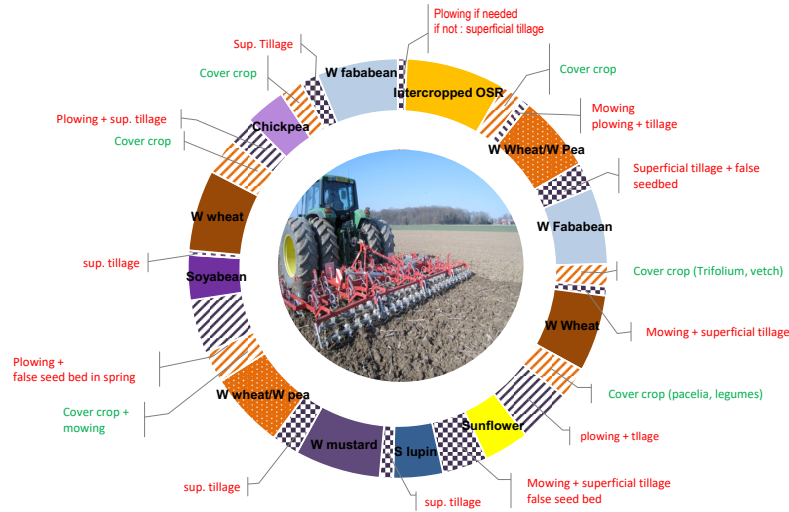 Plowing if needed
if not : superficial tillage
Sup. Tillage
W fababean
Intercropped OSR
Cover crop
Cover crop
Mowing
plowing + tillage
Chickpea
Plowing + sup. tillage
Cover crop
W Wheat/W Pea
Superficial tillage + false
seedbed
W wheat
W Fababean
sup. tillage
Soyabean
Cover crop (Trifolium, vetch)
W Wheat
Mowing + superficial tillage
Plowing +
false seed bed in spring
W wheat/W pea
Cover crop (pacelia, legumes)
Cover crop +
mowing
Sunflower
plowing + tllage
W mustard
S lupin
sup. tillage
sup. tillage
Mowing + superficial tillage
false seed bed